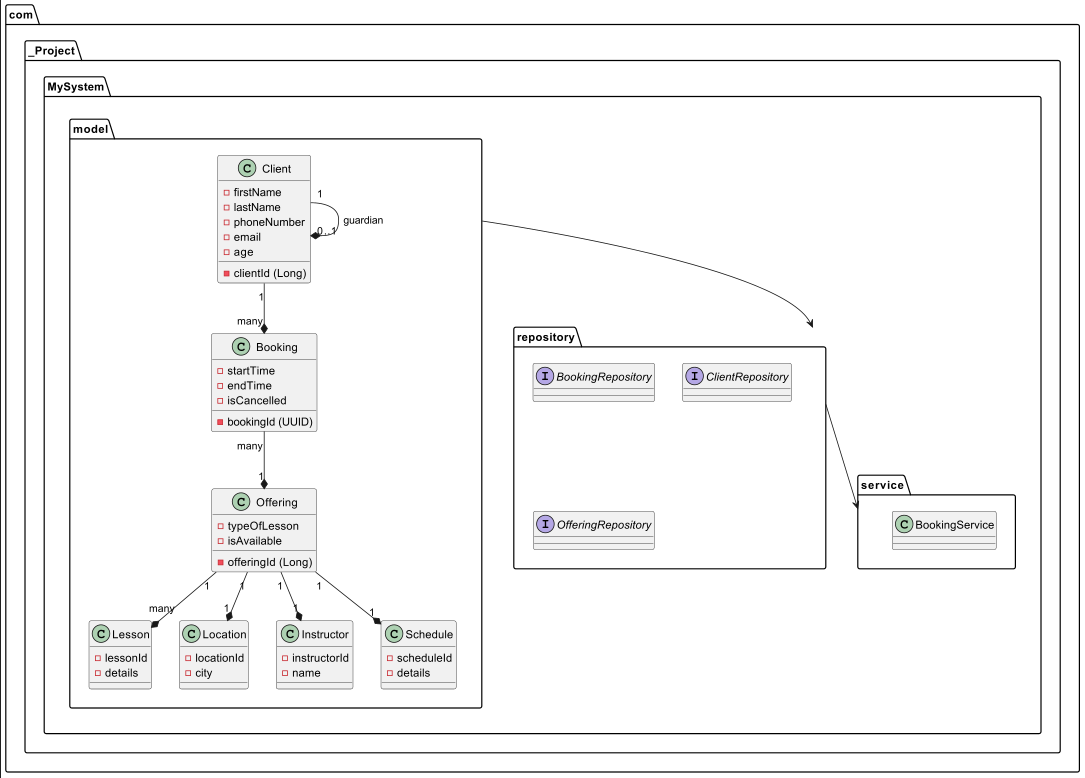 com
_Project
MySystem
model
C Client
firstName
lastName
phoneNumber
email
age
clientId (Long)
1
guardian
0..1
1
many
C Booking
startTime
endTime
isCancelled
bookingId (UUID)
many
1
C Offering
typeOfLesson
isAvailable
offeringId (Long)
1 1 1 1
many 1 1 1
C Lesson
lessonId
details
C Location
locationId
city
C Instructor
instructorId
name
C Schedule
scheduleId
details
repository
I BookingRepository
I ClientRepository
I OfferingRepository
service
C BookingService